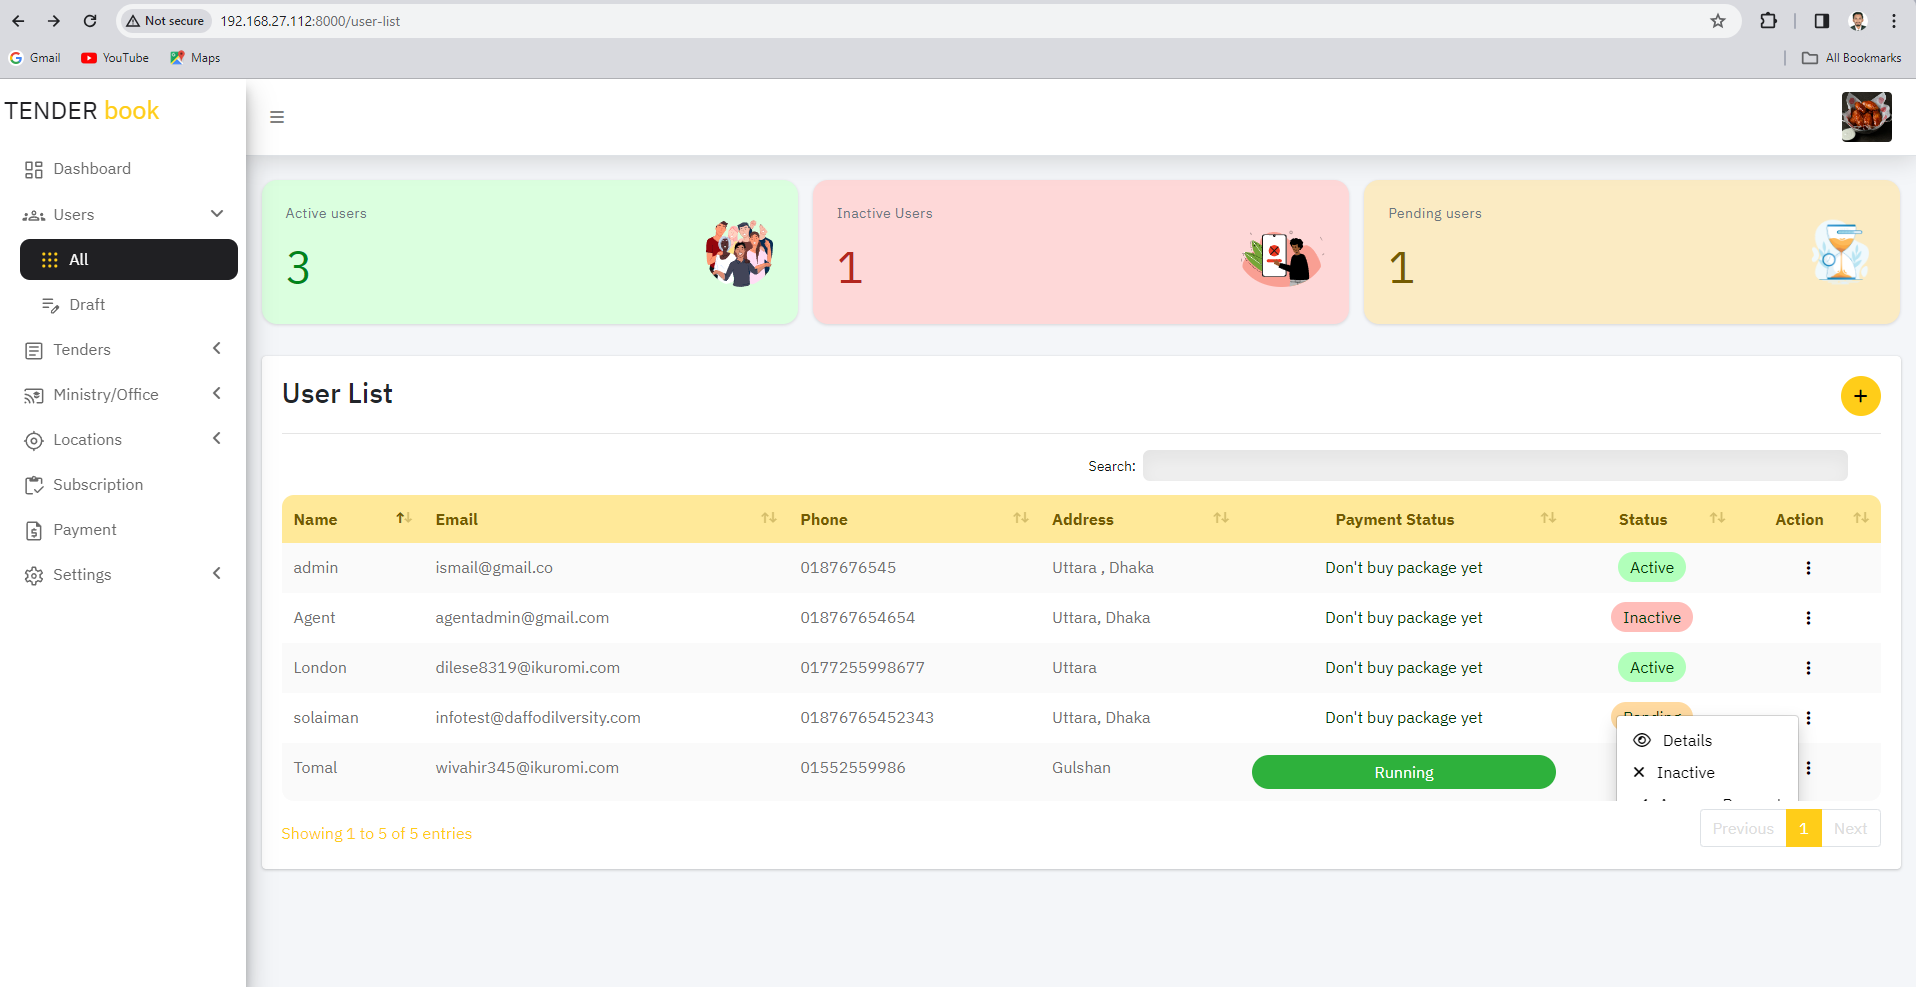 Not secure 192.168.27.112:8000/user-list
Gmail YouTube Maps All Bookmarks
TENDER book
Dashboard
Users
All
Draft
Tenders
Ministry/Office
Locations
Subscription
Payment
Settings
Active users
3
Inactive Users
1
Pending users
1
User List
+
Search:
Name Email Phone Address Payment Status Status Action
admin ismail@gmail.co 0187676545 Uttara , Dhaka Don't buy package yet Active
Agent agentadmin@gmail.com 018767654654 Uttara, Dhaka Don't buy package yet Inactive
London dilese8319@ikuromi.com 0177255998677 Uttara Don't buy package yet Active
solaiman infotest@daffodilversity.com 01876765452343 Uttara, Dhaka Don't buy package yet Pending
Tomal wivahir345@ikuromi.com 01552559986 Gulshan Running
Details
Inactive
Showing 1 to 5 of 5 entries
Previous 1 Next